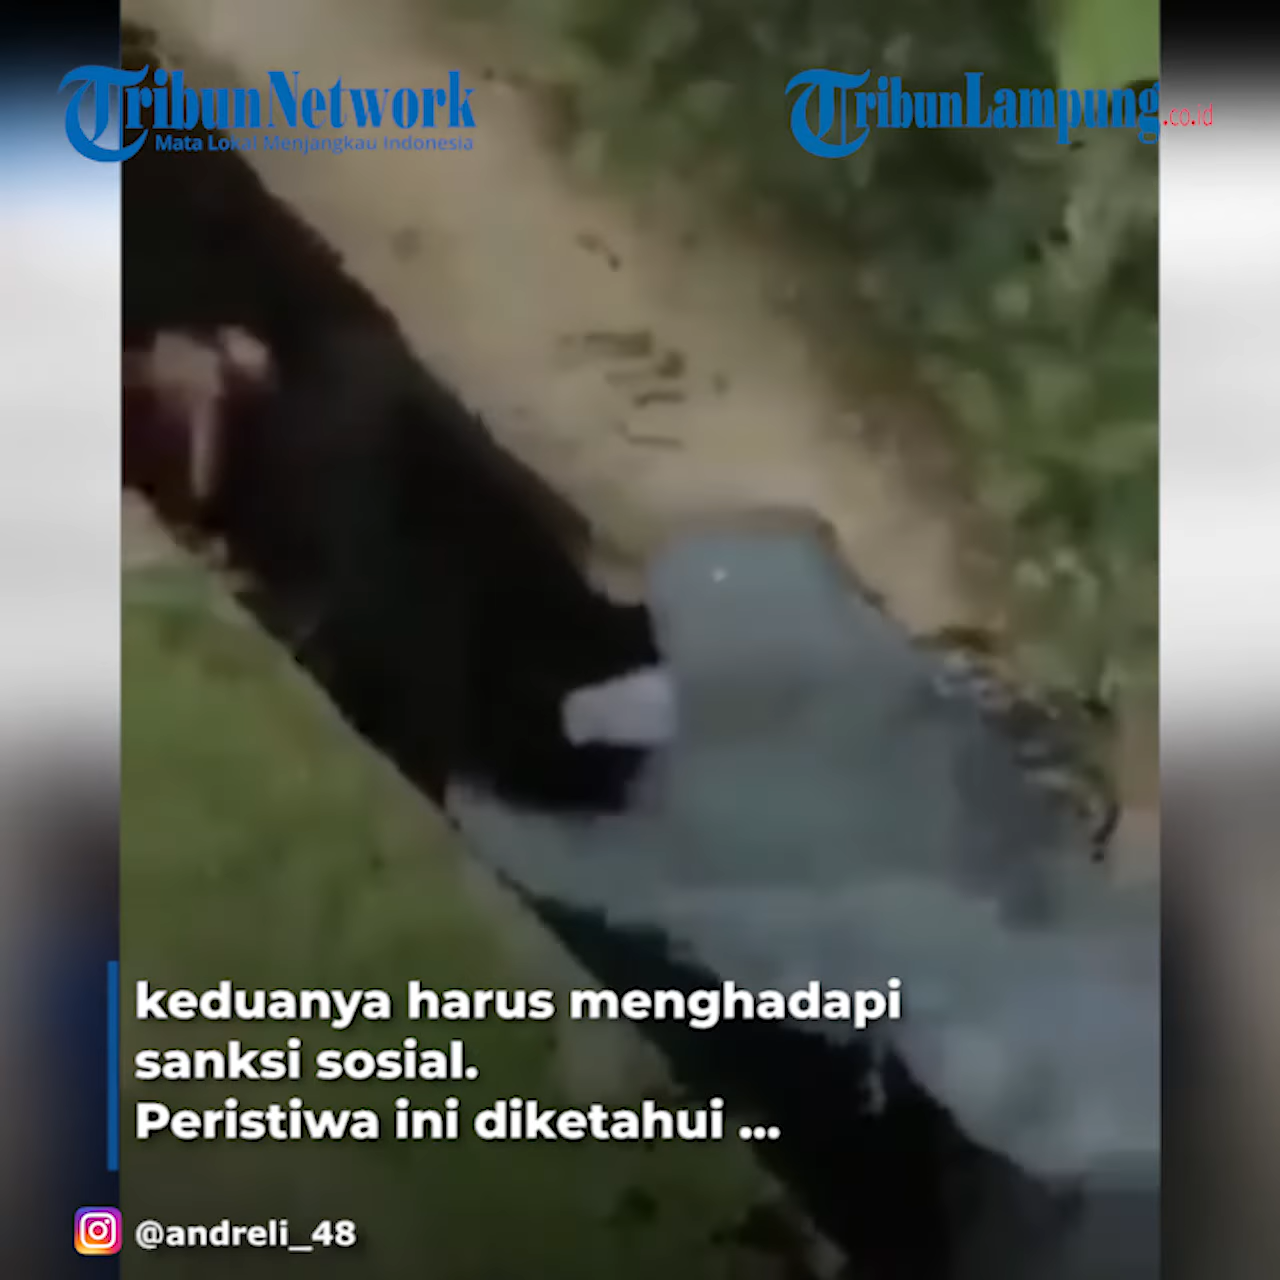 TribunNetwork
Mata Lokal Menjangkau Indonesia
TribunLampung.co.id
keduanya harus menghadapi
sanksi sosial.
Peristiwa ini diketahui ...
@andreli_48